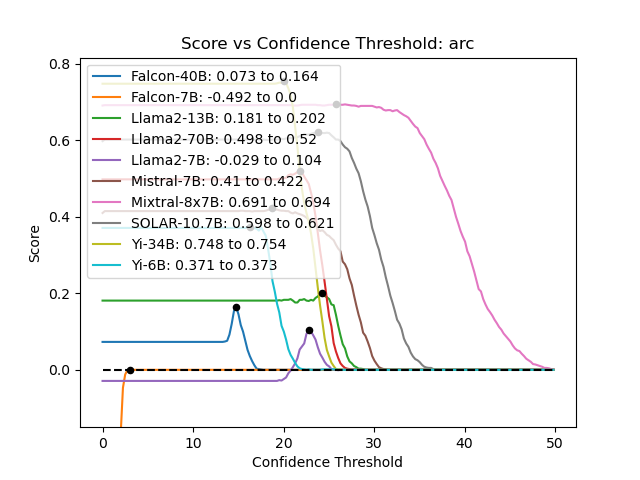 Score vs Confidence Threshold: arc
0.8
0.6
0.4
0.2
0.0
Score
Falcon-40B: 0.073 to 0.164
Falcon-7B: -0.492 to 0.0
Llama2-13B: 0.181 to 0.202
Llama2-70B: 0.498 to 0.52
Llama2-7B: -0.029 to 0.104
Mistral-7B: 0.41 to 0.422
Mixtral-8x7B: 0.691 to 0.694
SOLAR-10.7B: 0.598 to 0.621
Yi-34B: 0.748 to 0.754
Yi-6B: 0.371 to 0.373
0 10 20 30 40 50
Confidence Threshold